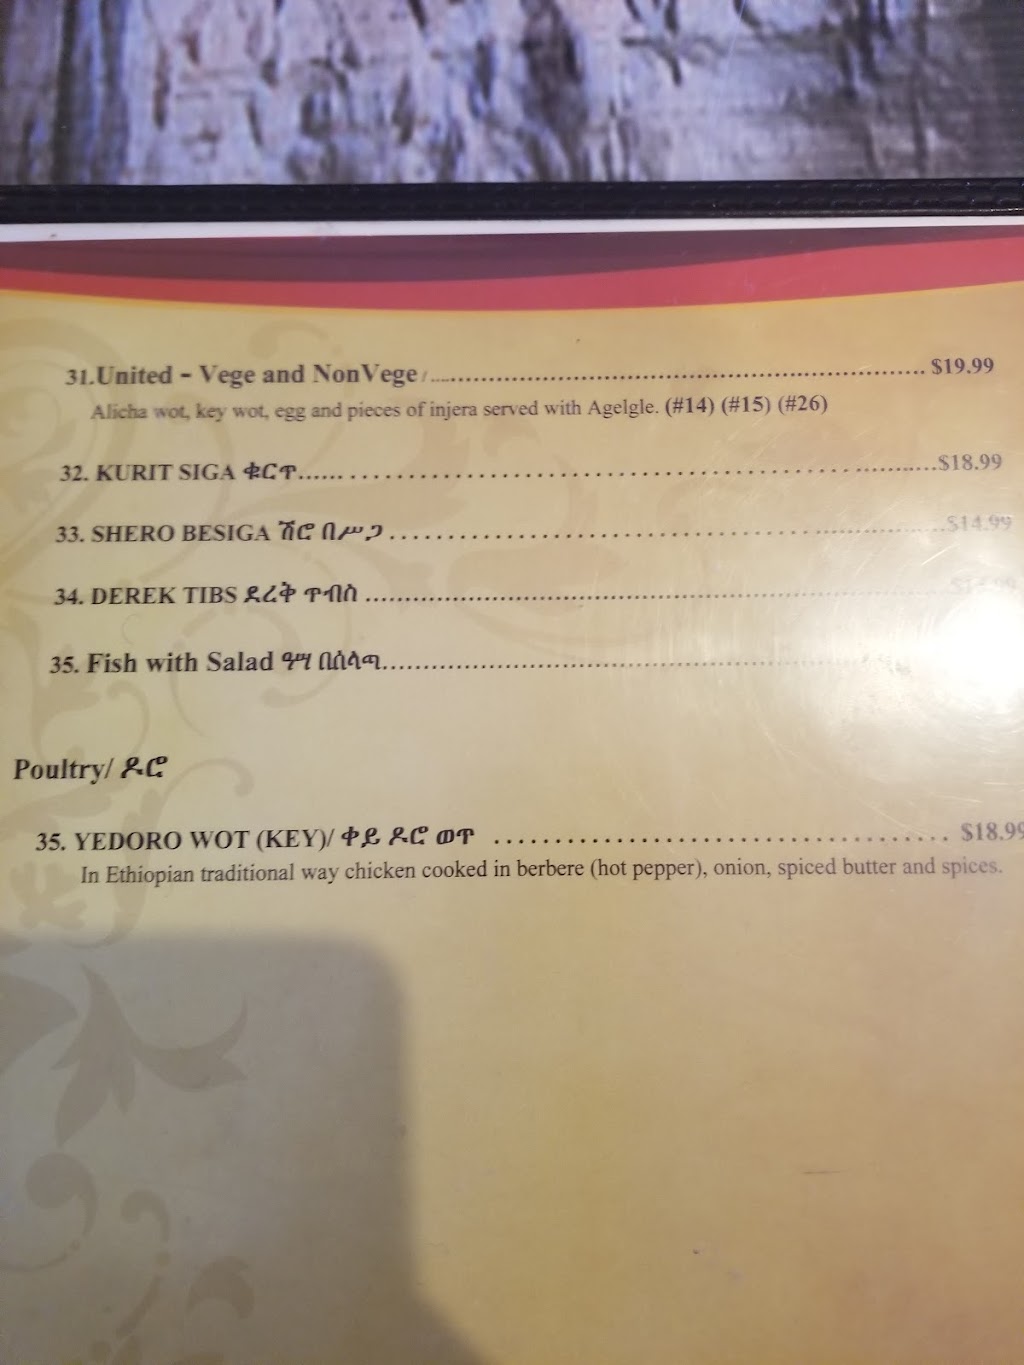 31.United – Vege and NonVege / .................... $19.99
Alicha wot, key wot, egg and pieces of injera served with Agelgle. (#14) (#15) (#26)
32. KURIT SIGA ቁርጥ.................... $18.99
33. SHERO BESIGA ሽሮ በሥጋ .................... $14.99
34. DEREK TIBS ደረቅ ጥብስ ....................
35. Fish with Salad ዓሣ በሰላጣ....................
Poultry/ ዶሮ
35. YEDORO WOT (KEY)/ ቀይ ዶሮ ወጥ .................... $18.99
In Ethiopian traditional way chicken cooked in berbere (hot pepper), onion, spiced butter and spices.